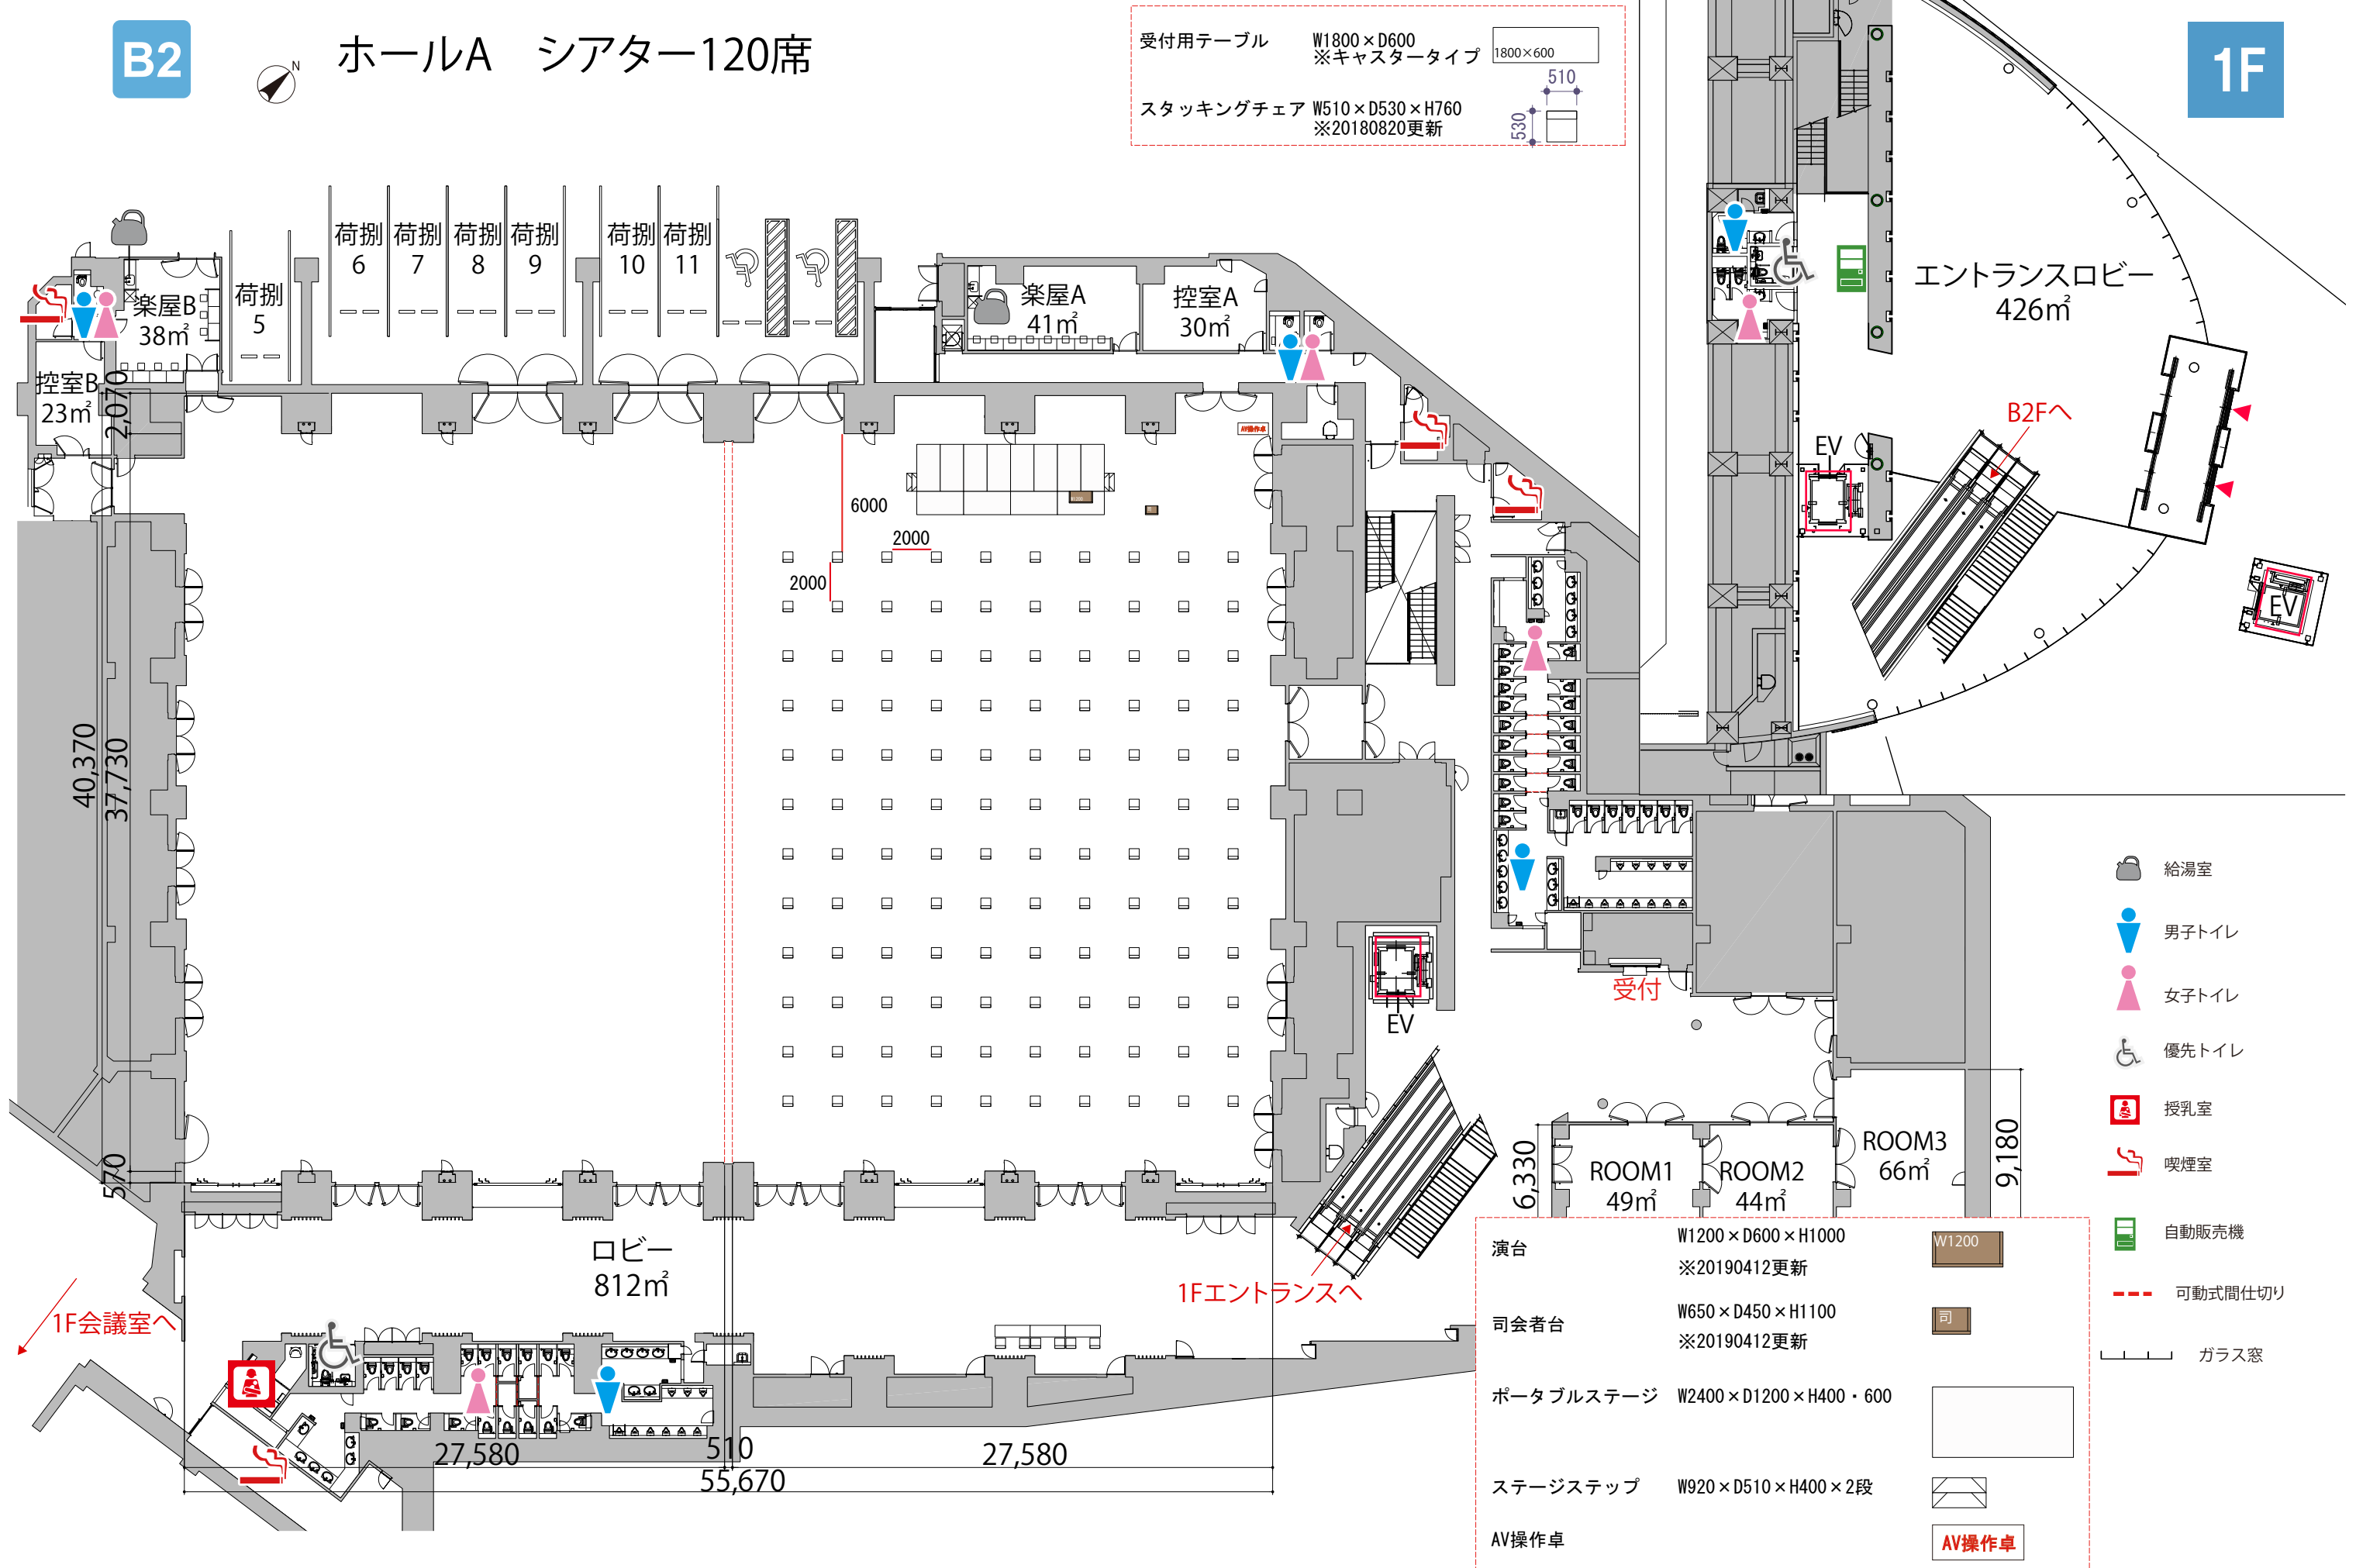 B2
N
ホールA　シアター120席
受付用テーブル W1800×D600
※キャスタータイプ
1800×600
スタッキングチェア W510×D530×H760
※20180820更新
510
530
1F
荷捌
5
荷捌
6
荷捌
7
荷捌
8
荷捌
9
荷捌
10
荷捌
11
楽屋B
38㎡
控室B
23㎡
楽屋A
41㎡
控室A
30㎡
エントランスロビー
426㎡
B2Fへ
EV
EV
AV操作卓
6000
2000
2000
2,070
40,370
37,730
570
受付
EV
ROOM1
49㎡
ROOM2
44㎡
ROOM3
66㎡
6,330
9,180
ロビー
812㎡
1Fエントランスへ
1F会議室へ
27,580
510
27,580
55,670
給湯室
男子トイレ
女子トイレ
優先トイレ
授乳室
喫煙室
自動販売機
可動式間仕切り
ガラス窓
演台 W1200×D600×H1000
※20190412更新
W1200
司会者台 W650×D450×H1100
※20190412更新
司
ポータブルステージ W2400×D1200×H400・600
ステージステップ W920×D510×H400×2段
AV操作卓 AV操作卓